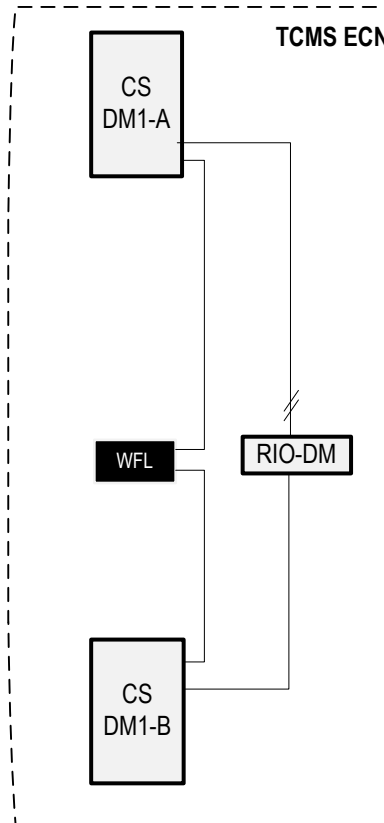 TCMS ECN
CS
DM1-A
WFL
RIO-DM
CS
DM1-B